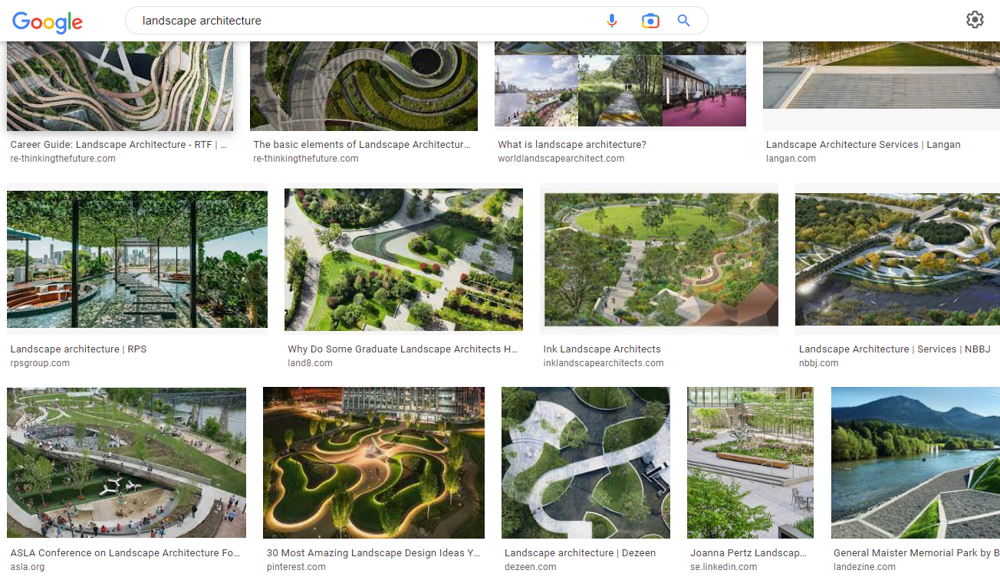 Google
landscape architecture
Career Guide: Landscape Architecture - RTF | ...
re-thinkingthefuture.com
The basic elements of Landscape Architectur...
re-thinkingthefuture.com
What is landscape architecture?
worldlandscapearchitect.com
Landscape Architecture Services | Langan
langan.com
Landscape architecture | RPS
rpsgroup.com
Why Do Some Graduate Landscape Architects H...
land8.com
Ink Landscape Architects
inklandscapearchitects.com
Landscape Architecture | Services | NBBJ
nbbj.com
ASLA Conference on Landscape Architecture Fo...
asla.org
30 Most Amazing Landscape Design Ideas Y...
pinterest.com
Landscape architecture | Dezeen
dezeen.com
Joanna Pertz Landscap...
se.linkedin.com
General Maister Memorial Park by B
landezine.com